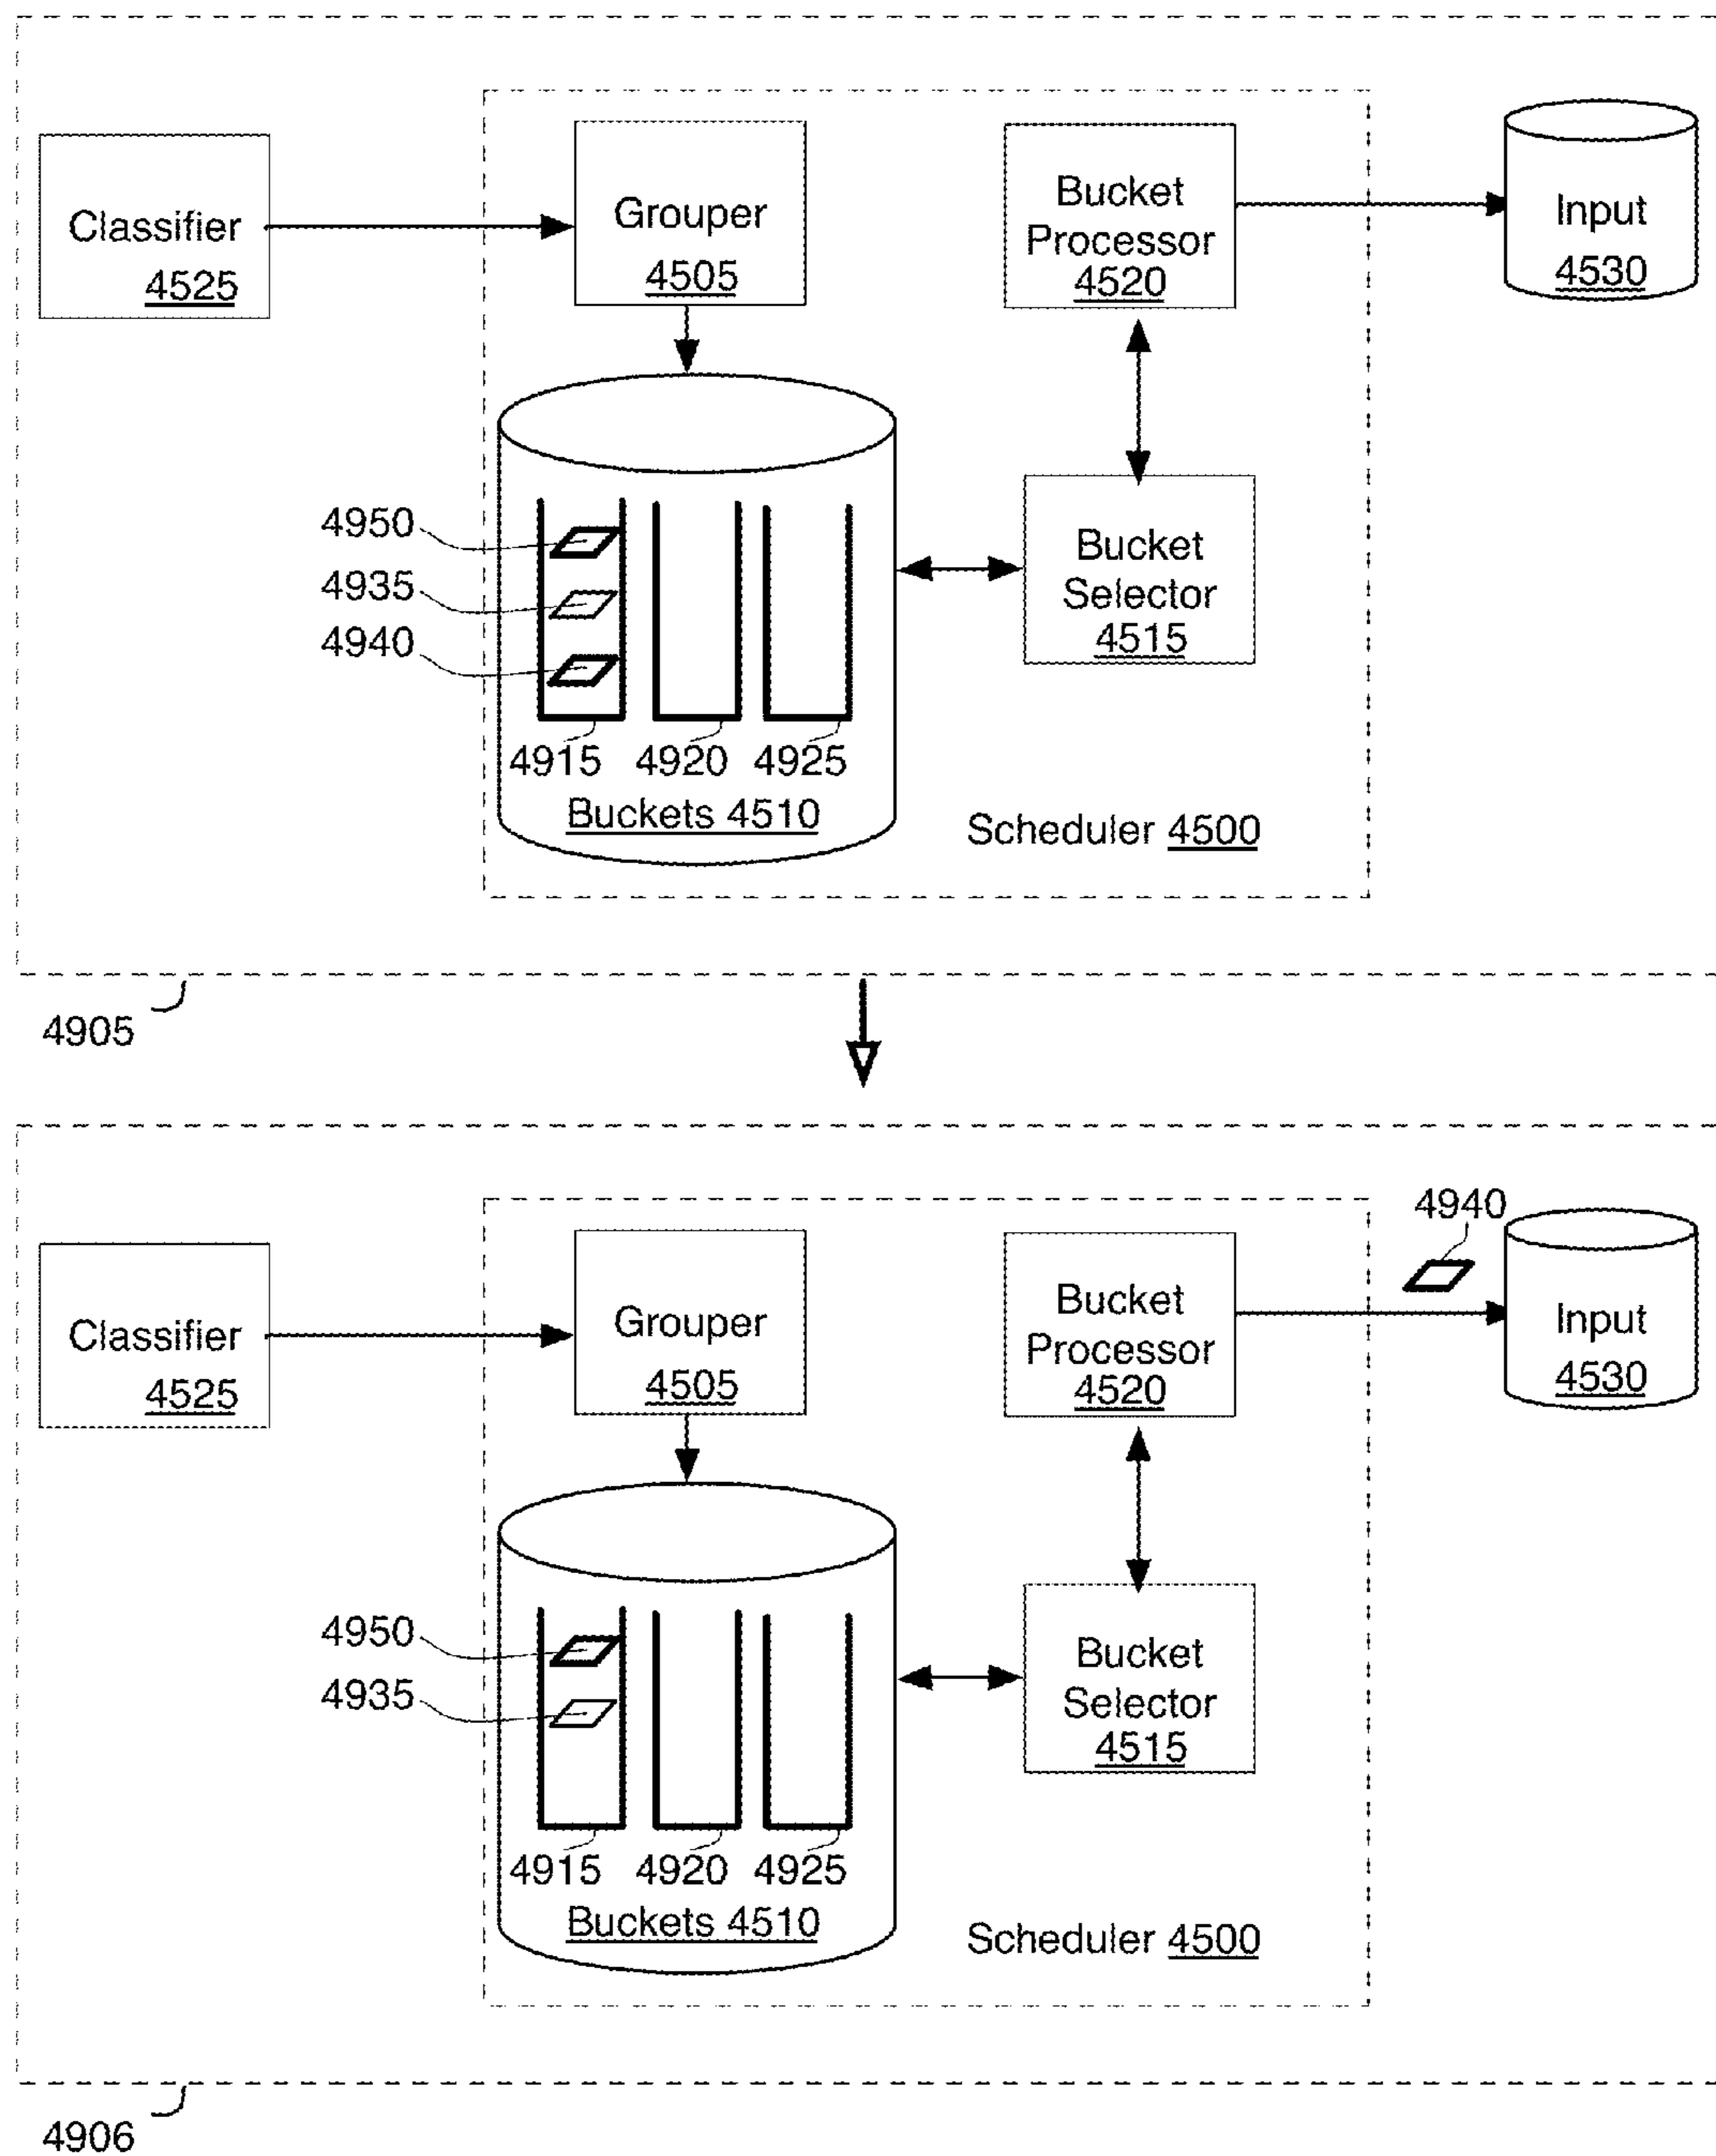 Classifier
4525
Grouper
4505
Bucket
Processor
4520
Input
4530
4950
4935
4940
Bucket
Selector
4515
4915 4920 4925
Buckets 4510
Scheduler 4500
4905
4940
Classifier
4525
Grouper
4505
Bucket
Processor
4520
Input
4530
4950
4935
Bucket
Selector
4515
4915 4920 4925
Buckets 4510
Scheduler 4500
4906